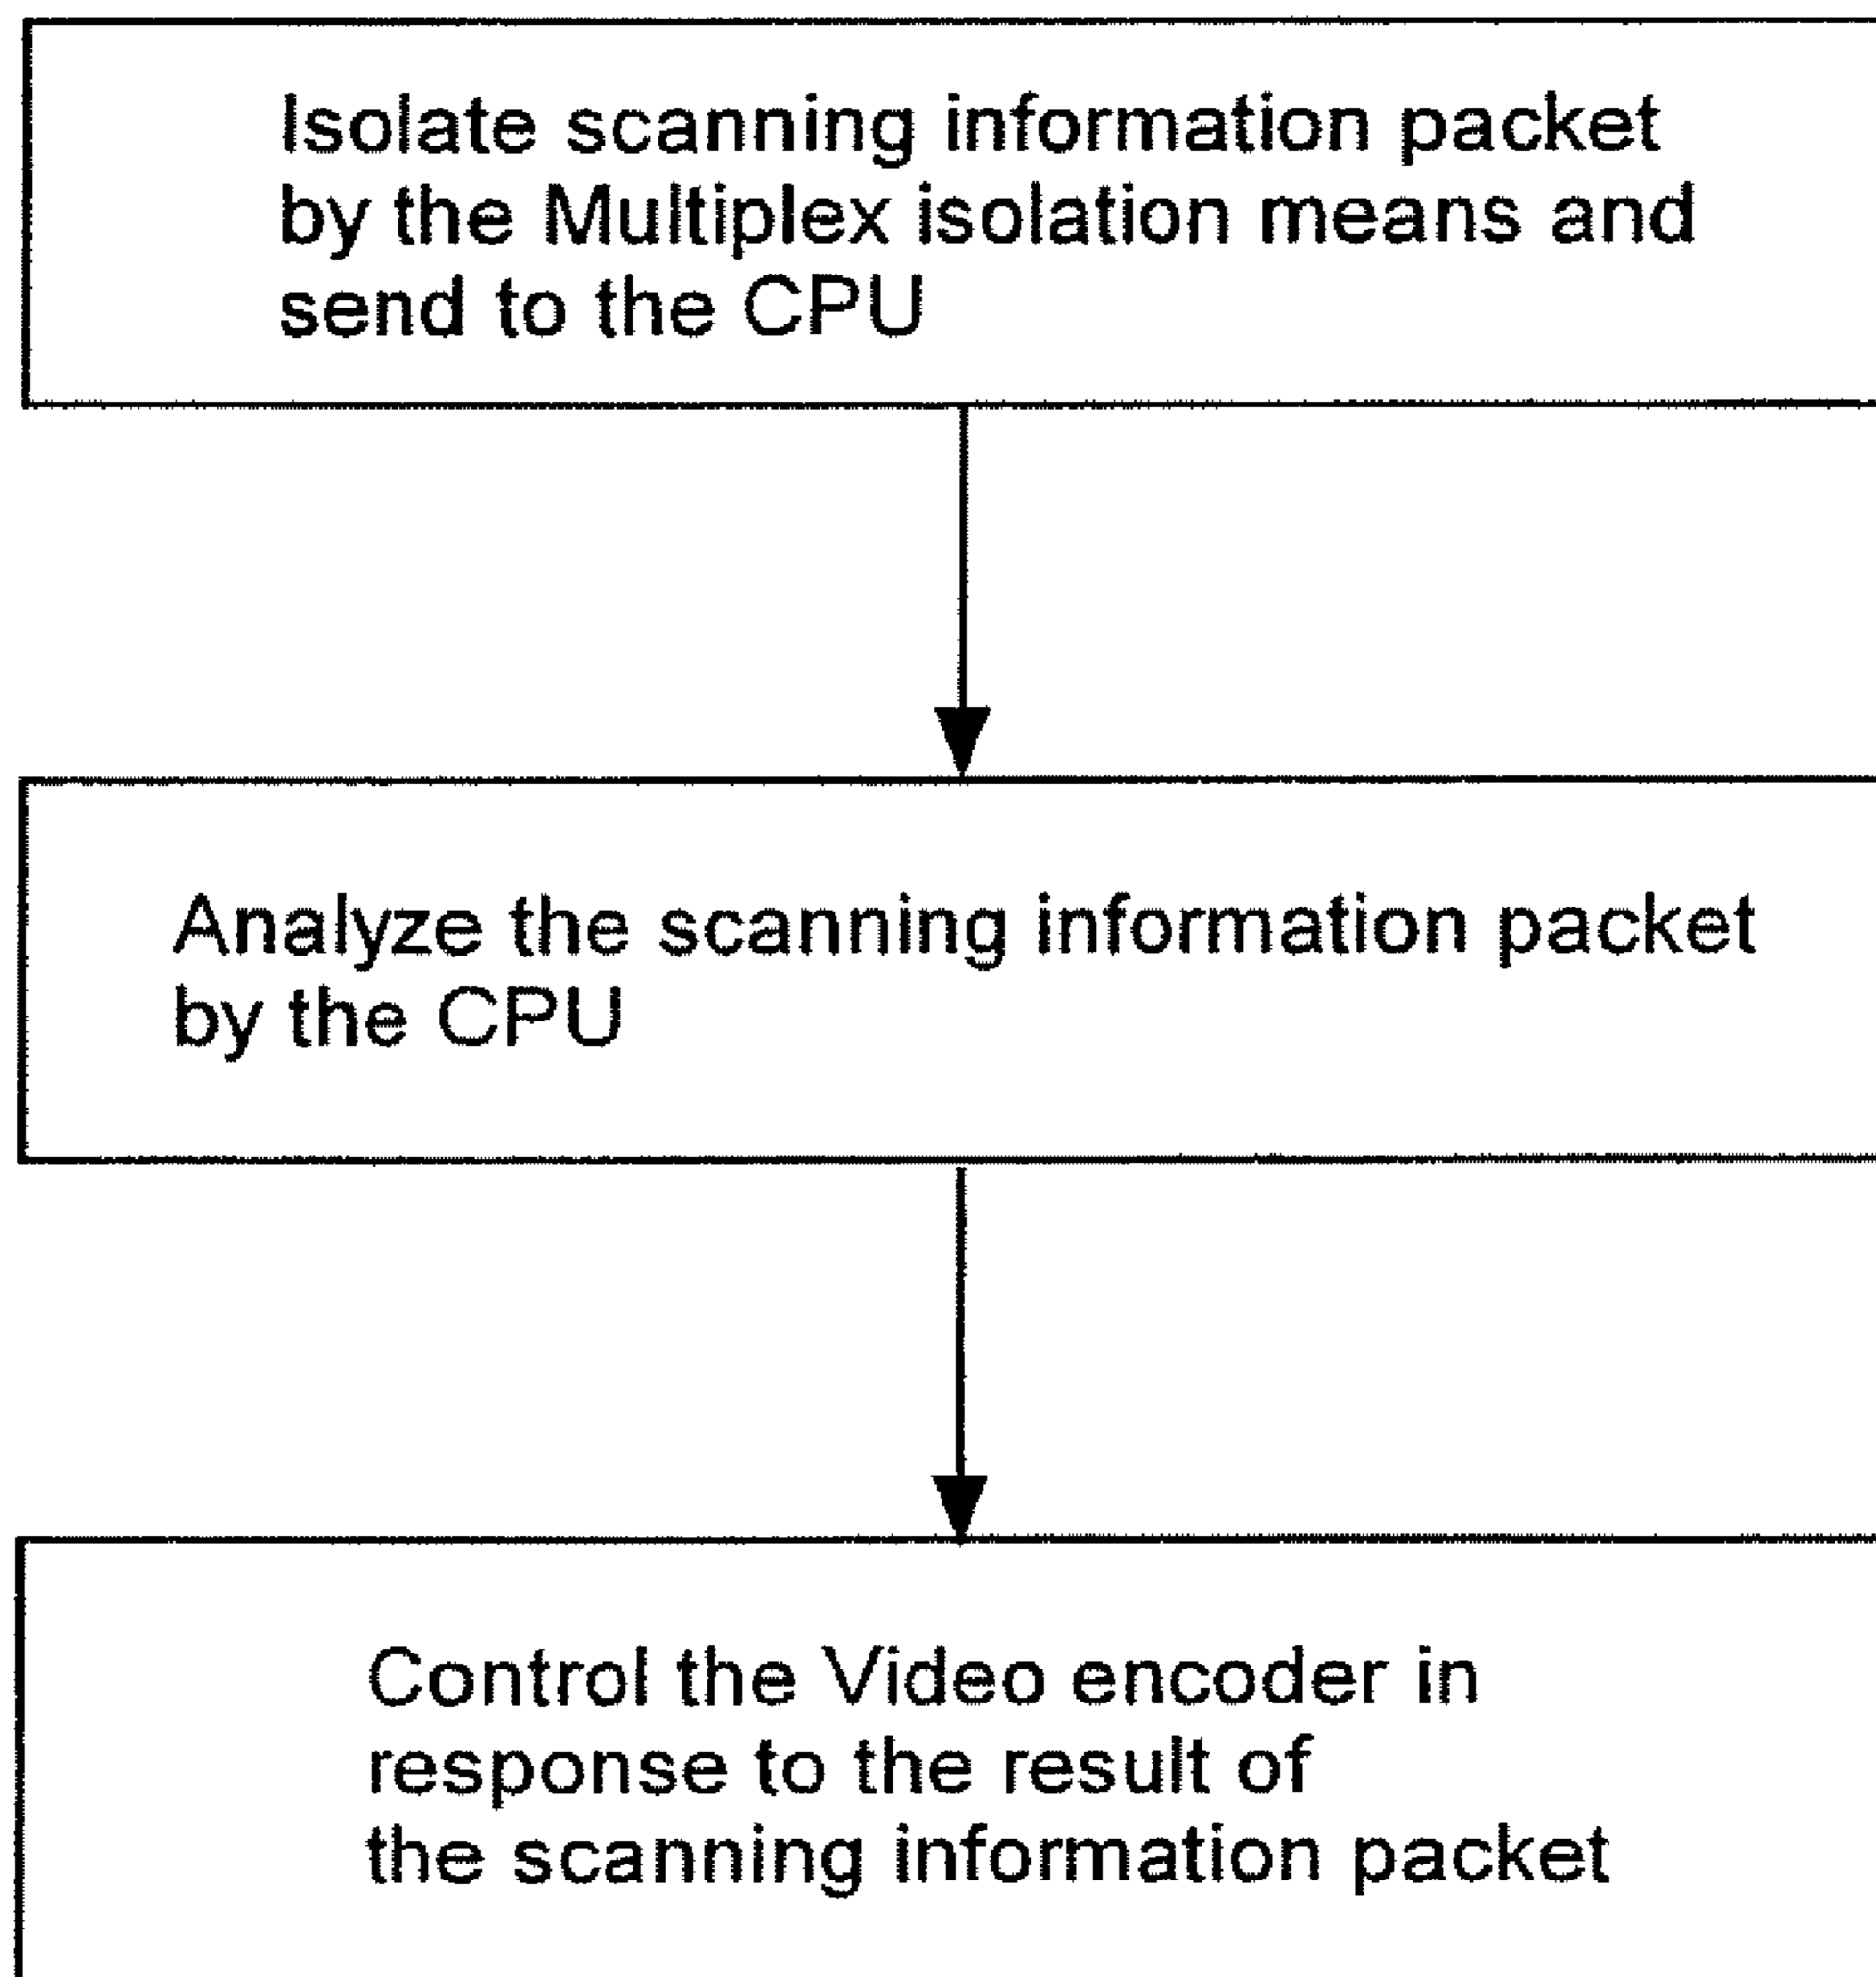 Isolate scanning information packet
by the Multiplex isolation means and
send to the CPU
Analyze the scanning information packet
by the CPU
Control the Video encoder in
response to the result of
the scanning information packet